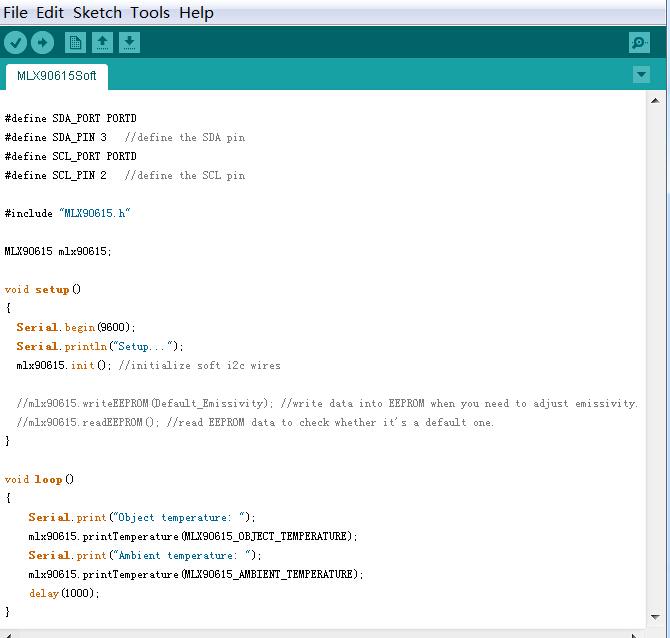 File Edit Sketch Tools Help
MLX90615Soft
#define SDA_PORT PORTD
#define SDA_PIN 3   //define the SDA pin
#define SCL_PORT PORTD
#define SCL_PIN 2   //define the SCL pin
#include "MLX90615.h"
MLX90615 mlx90615;
void setup()
{
  Serial.begin(9600);
  Serial.println("Setup...");
  mlx90615.init(); //initialize soft i2c wires
  //mlx90615.writeEEPROM(Default_Emissivity); //write data into EEPROM when you need to adjust emissivity.
  //mlx90615.readEEPROM(); //read EEPROM data to check whether it's a default one.
}
void loop()
{
    Serial.print("Object temperature: ");
    mlx90615.printTemperature(MLX90615_OBJECT_TEMPERATURE);
    Serial.print("Ambient temperature: ");
    mlx90615.printTemperature(MLX90615_AMBIENT_TEMPERATURE);
    delay(1000);
}